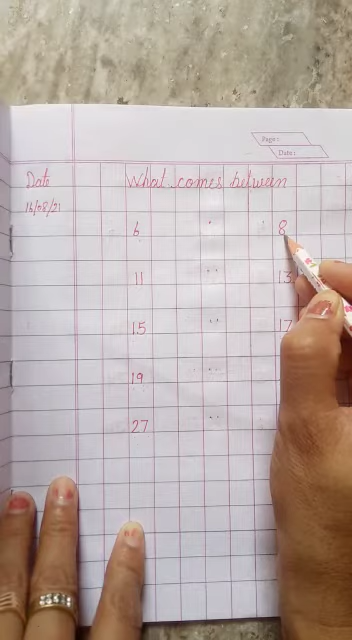 Page:
Date:
Date What comes between
16/08/21
6 8
11 13
15 17
19
27